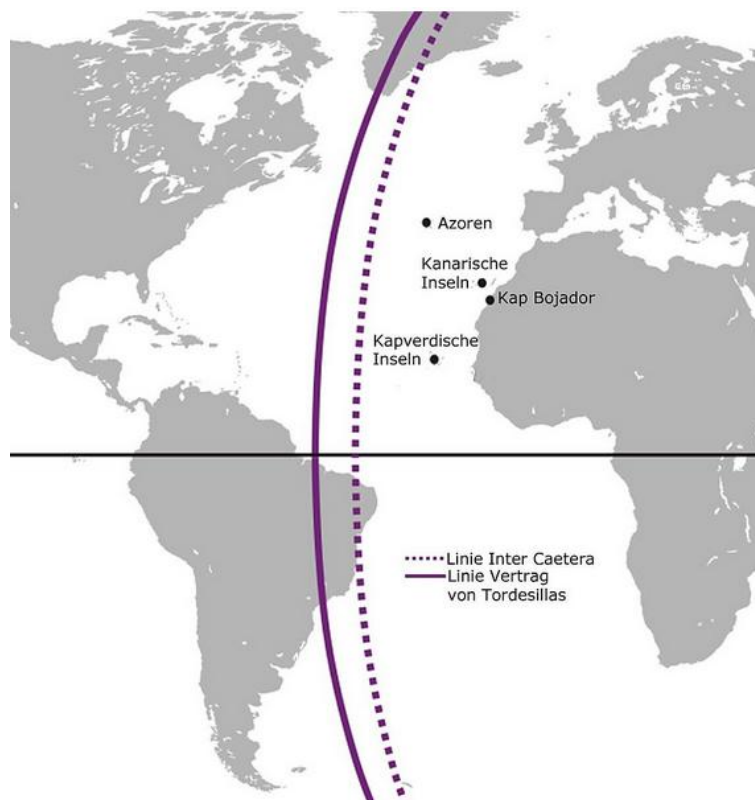 Azoren
Kanarische
Inseln
Kap Bojador
Kapverdische
Inseln
Linie Inter Caetera
Linie Vertrag
von Tordesillas